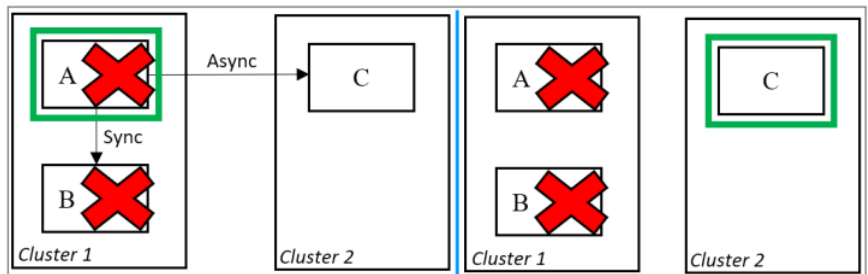 A
Async
C
Sync
B
Cluster 1
Cluster 2
A
C
B
Cluster 1
Cluster 2